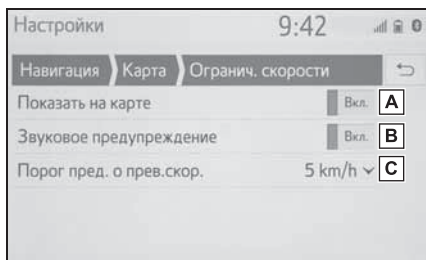 Настройки 9:42
Навигация Карта Огранич. скорости
Показать на карте Вкл. A
Звуковое предупреждение Вкл. B
Порог пред. о прев.скор. 5 km/h C